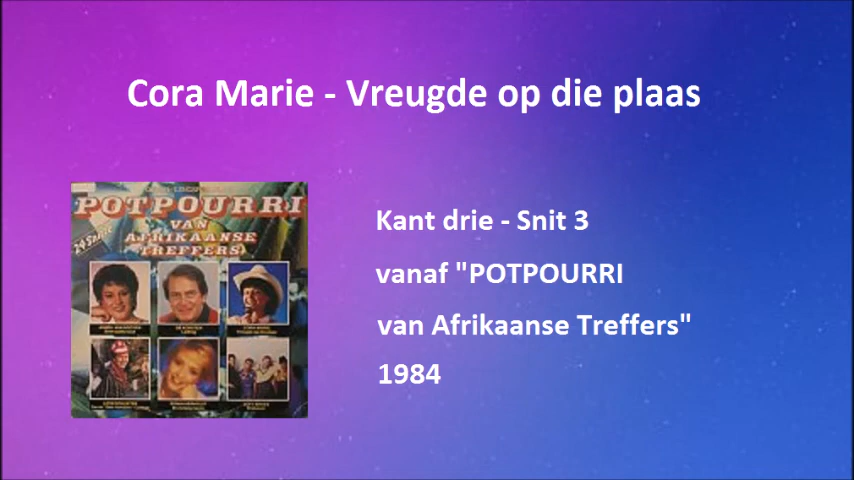 Cora Marie - Vreugde op die plaas
POTPOURRI
VAN
AFRIKAANSE
TREFFERS
Kant drie - Snit 3
vanaf "POTPOURRI
van Afrikaanse Treffers"
1984